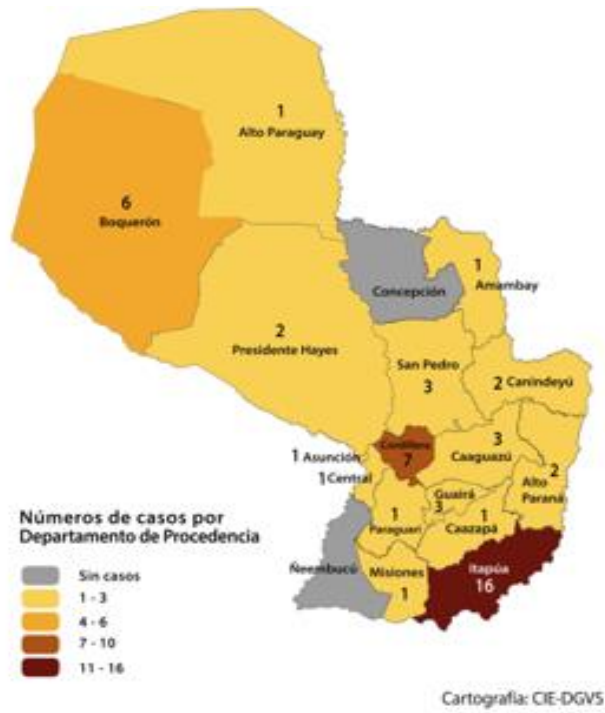 1
Alto Paraguay
6
Boquerón
Concepción
1
Amambay
2
Presidente Hayes
San Pedro
3
2 Canindeyú
Cordillera
7
3
Caaguazú
1 Asunción
1 Central
2
Alto
Paraná
Guairá
3
1
Paraguarí
1
Caazapá
Ñeembucú
Misiones
1
Itapúa
16
Números de casos por
Departamento de Procedencia
Sin casos
1 - 3
4 - 6
7 - 10
11 - 16
Cartografía: CIE-DGVS